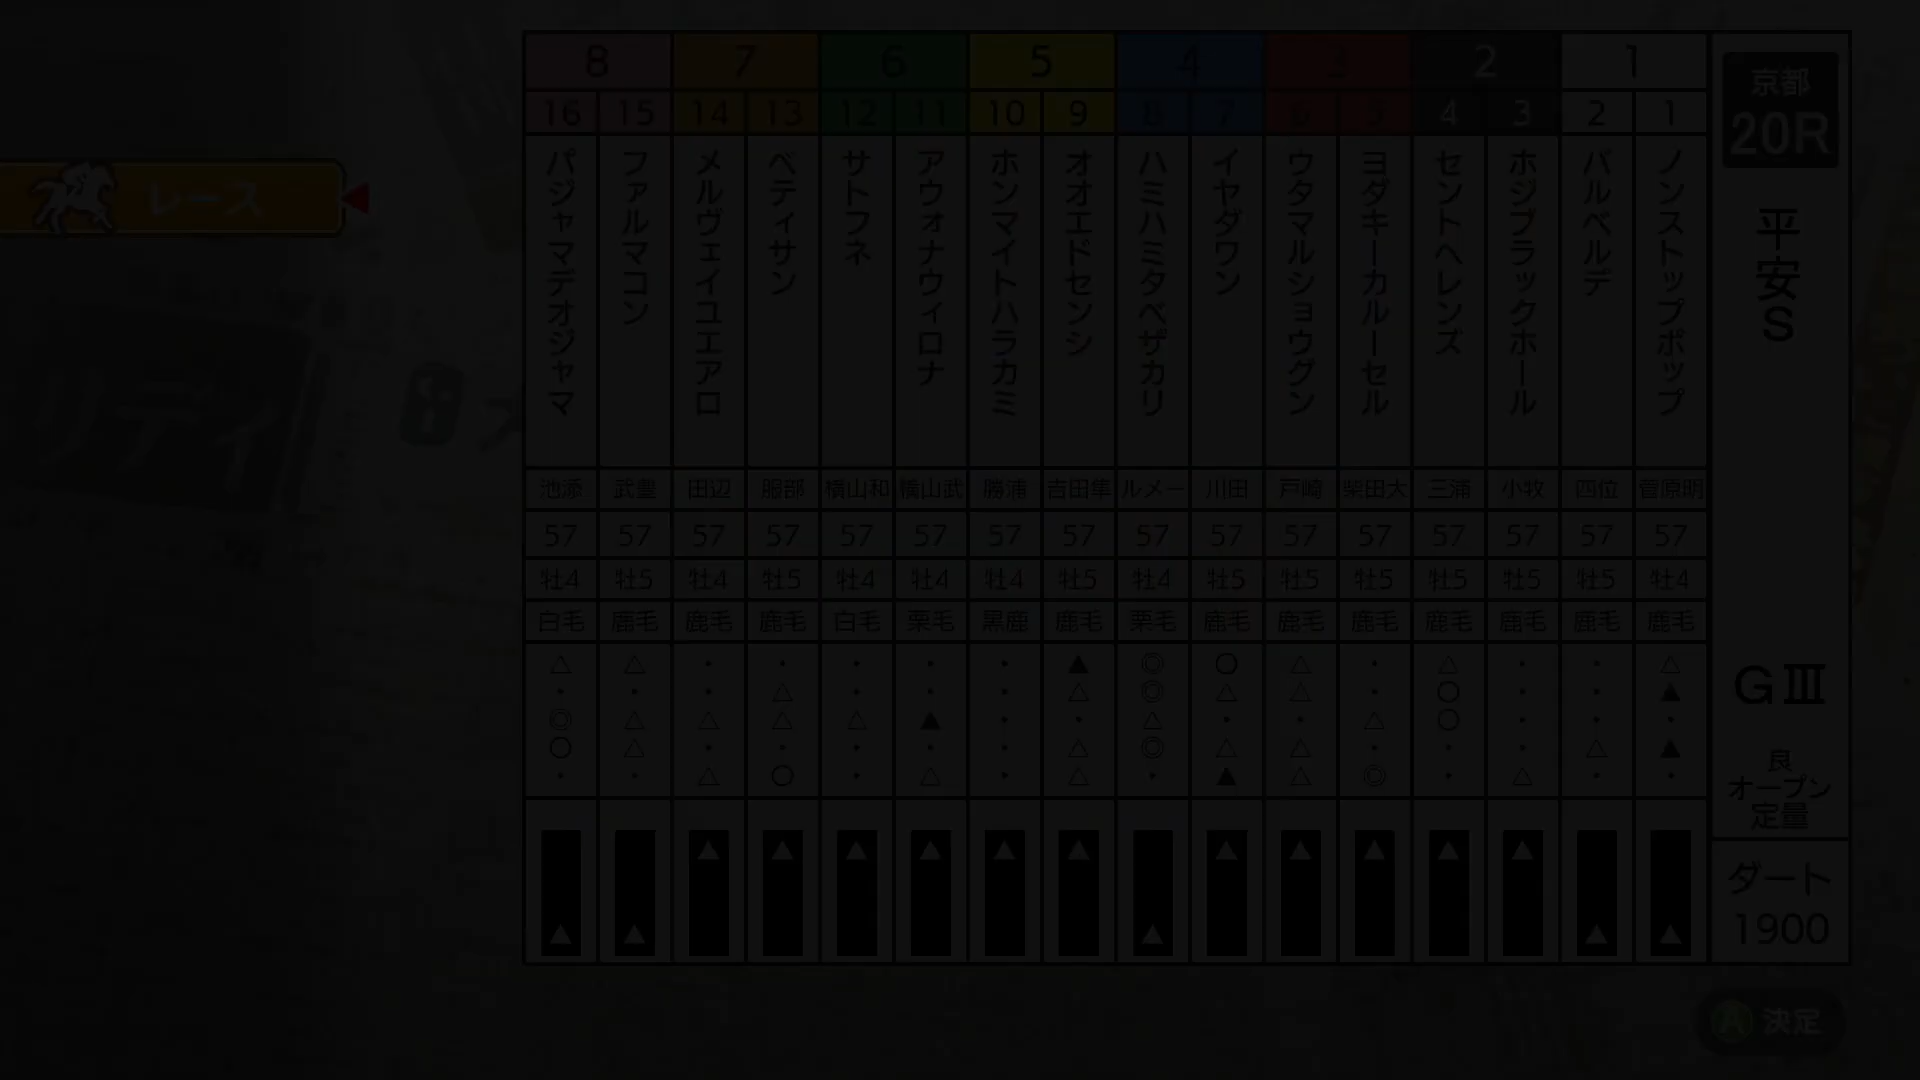 レース
8 7 6 5 4 3 2 1
16 15 14 13 12 11 10 9 8 7 6 5 4 3 2 1
京都
20R
平安S
GⅢ
良
オープン
定量
ダート
1900
ノンストップポップ
バルベルデ
ホジブラックホール
セントヘレンズ
ヨダキーカルーセル
ウタマルショウグン
イヤダワン
ハミハミタベザカリ
オオエドセンシ
ホンマイトハラカミ
アウォナウィロナ
サトフネ
ベティサン
メルヴェイユエアロ
ファルマコン
パジャマデオジャマ
池添 武豊 田辺 服部 横山和 横山武 勝浦 吉田隼 ルメー 川田 戸崎 柴田大 三浦 小牧 四位 菅原明
57 57 57 57 57 57 57 57 57 57 57 57 57 57 57 57
牡4 牡5 牡4 牡5 牡4 牡4 牡4 牡5 牡4 牡5 牡5 牡5 牡5 牡5 牡5 牡4
白毛 鹿毛 鹿毛 鹿毛 白毛 栗毛 黒鹿 鹿毛 栗毛 鹿毛 鹿毛 鹿毛 鹿毛 鹿毛 鹿毛 鹿毛
△ △ ・ ・ ・ ・ ・ ▲ ◎ ○ △ ・ △ ・ ・ △
・ ・ ・ △ ・ ・ ・ △ ◎ △ △ ・ ○ ・ ・ ▲
◎ △ △ △ △ ▲ ・ ・ △ ・ ・ △ ○ ・ ・ ・
○ △ ・ ・ ・ ・ ・ △ ◎ △ △ ・ ・ ・ △ ▲
・ ・ △ ○ ・ △ ・ △ ・ ▲ △ ◎ ・ △ ・ ・
A 決定